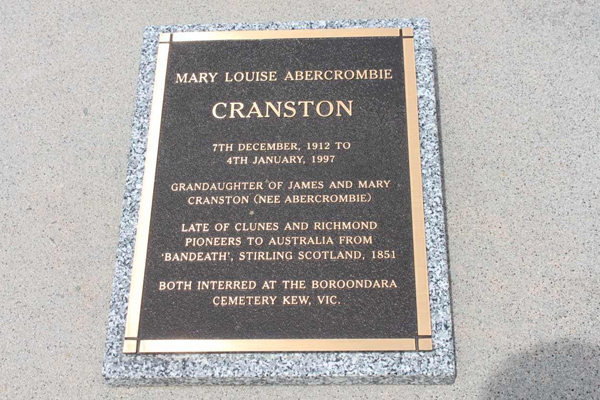 MARY LOUISE ABERCROMBIE
CRANSTON
7TH DECEMBER, 1912 TO
4TH JANUARY, 1997
GRANDAUGHTER OF JAMES AND MARY
CRANSTON (NEE ABERCROMBIE)
LATE OF CLUNES AND RICHMOND
PIONEERS TO AUSTRALIA FROM
'BANDEATH', STIRLING SCOTLAND, 1851
BOTH INTERRED AT THE BOROONDARA
CEMETERY KEW, VIC.